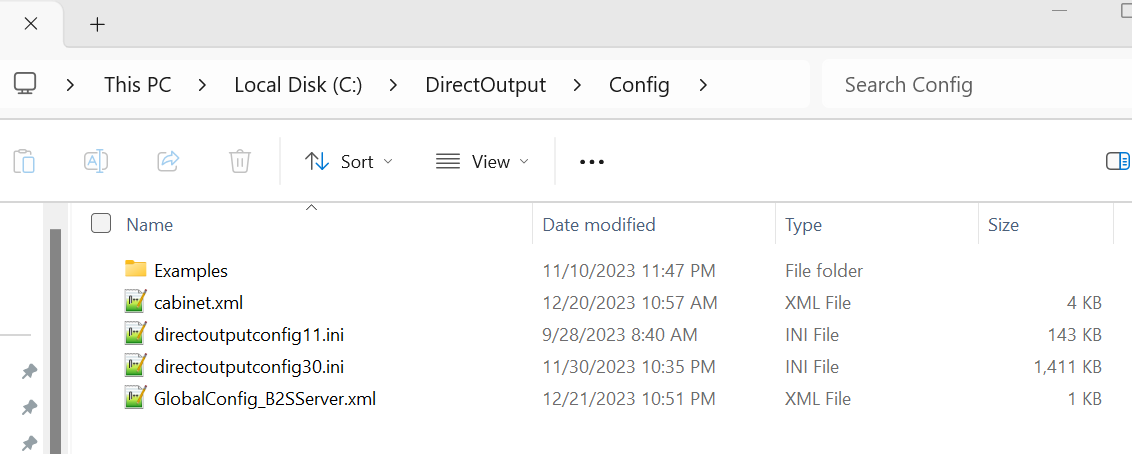 This PC > Local Disk (C:) > DirectOutput > Config >
Search Config
Sort
View
Name Date modified Type Size
Examples 11/10/2023 11:47 PM File folder
cabinet.xml 12/20/2023 10:57 AM XML File 4 KB
directoutputconfig11.ini 9/28/2023 8:40 AM INI File 143 KB
directoutputconfig30.ini 11/30/2023 10:35 PM INI File 1,411 KB
GlobalConfig_B2SServer.xml 12/21/2023 10:51 PM XML File 1 KB